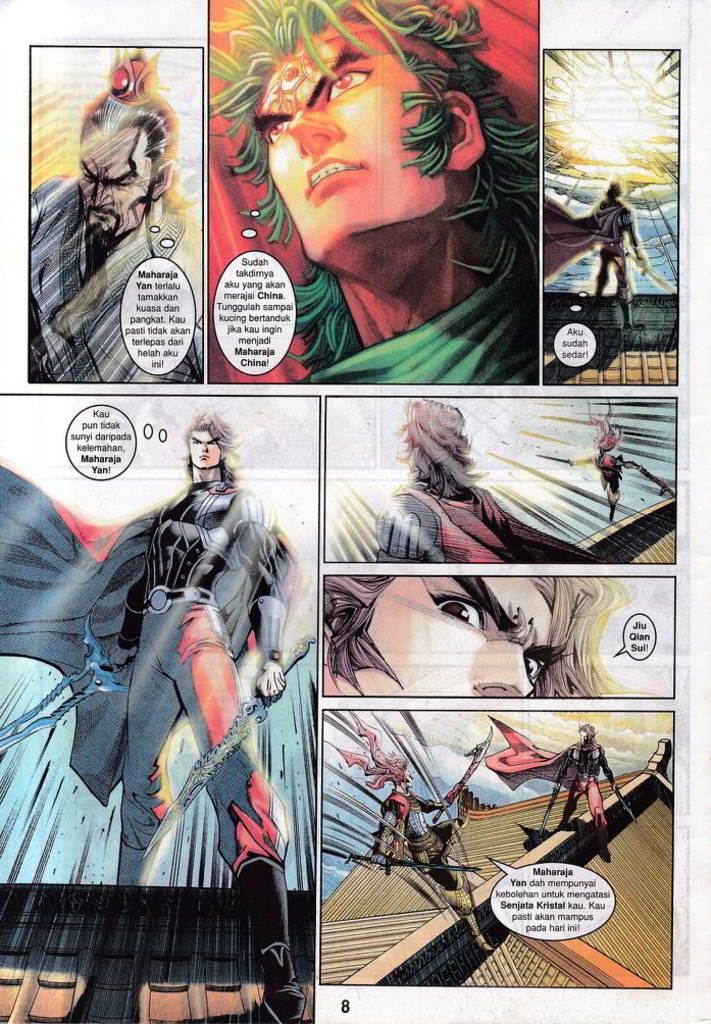 Maharaja
Yan terlalu
tamakkan
kuasa dan
pangkat. Kau
pasti tidak akan
terlepas dari
helah aku
ini!
Sudah
takdirnya
aku yang akan
merajai China.
Tunggulah sampai
kucing bertanduk
jika kau ingin
menjadi
Maharaja
China!
Aku
sudah
sedar!
Kau
pun tidak
sunyi daripada
kelemahan,
Maharaja
Yan!
Jiu
Qian
Sui!
Maharaja
Yan dah mempunyai
kebolehan untuk mengatasi
Senjata Kristal kau. Kau
pasti akan mampus
pada hari ini!
8